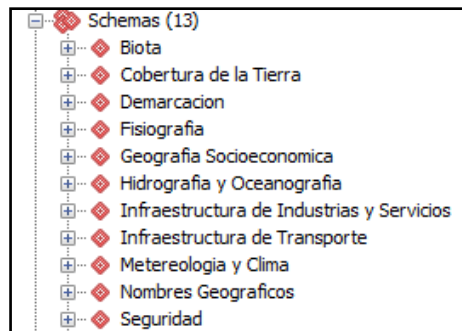 Schemas (13)
Biota
Cobertura de la Tierra
Demarcacion
Fisiografia
Geografia Socioeconomica
Hidrografia y Oceanografia
Infraestructura de Industrias y Servicios
Infraestructura de Transporte
Metereologia y Clima
Nombres Geograficos
Seguridad